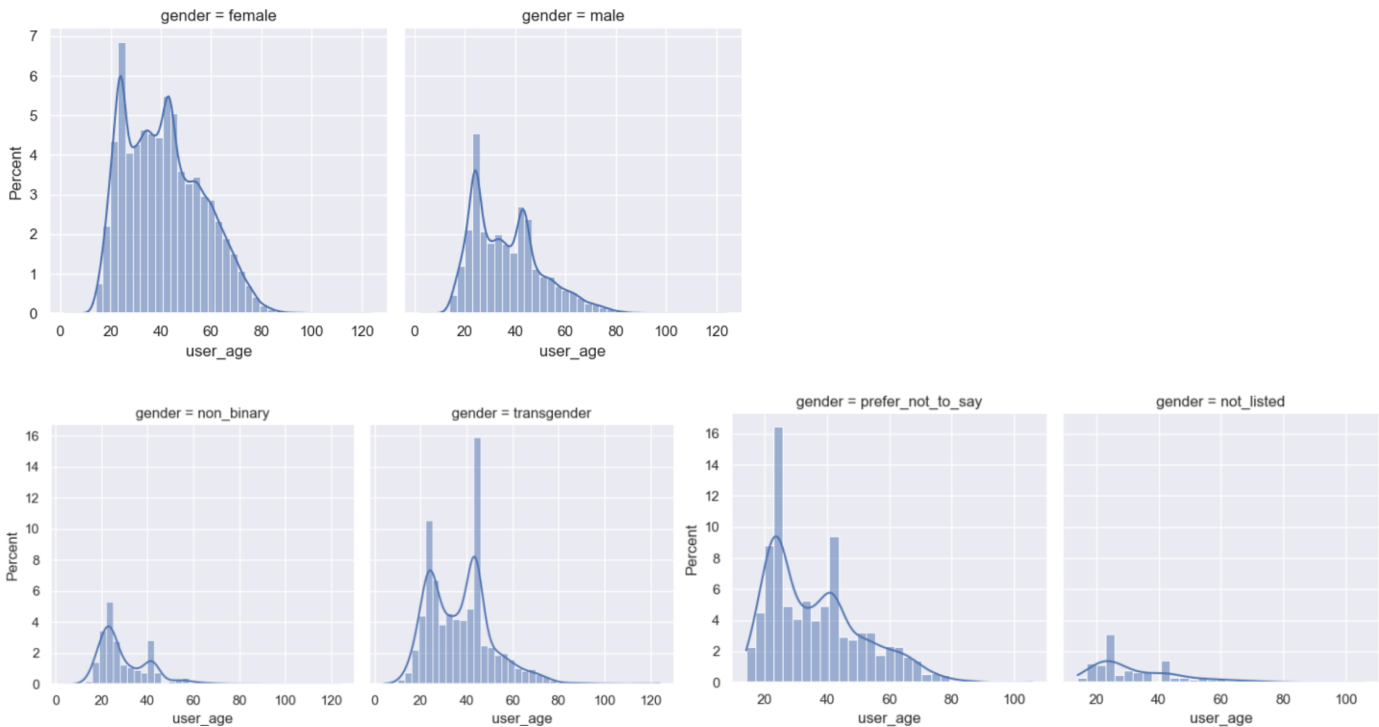 gender = female
gender = male
7
6
5
4
3
2
1
0
Percent
0 20 40 60 80 100 120
0 20 40 60 80 100 120
user_age
user_age
gender = non_binary
gender = transgender
gender = prefer_not_to_say
gender = not_listed
16
14
12
10
8
6
4
2
0
Percent
0 20 40 60 80 100 120
0 20 40 60 80 100 120
user_age
user_age
16
14
12
10
8
6
4
2
0
Percent
20 40 60 80 100
20 40 60 80 100
user_age
user_age